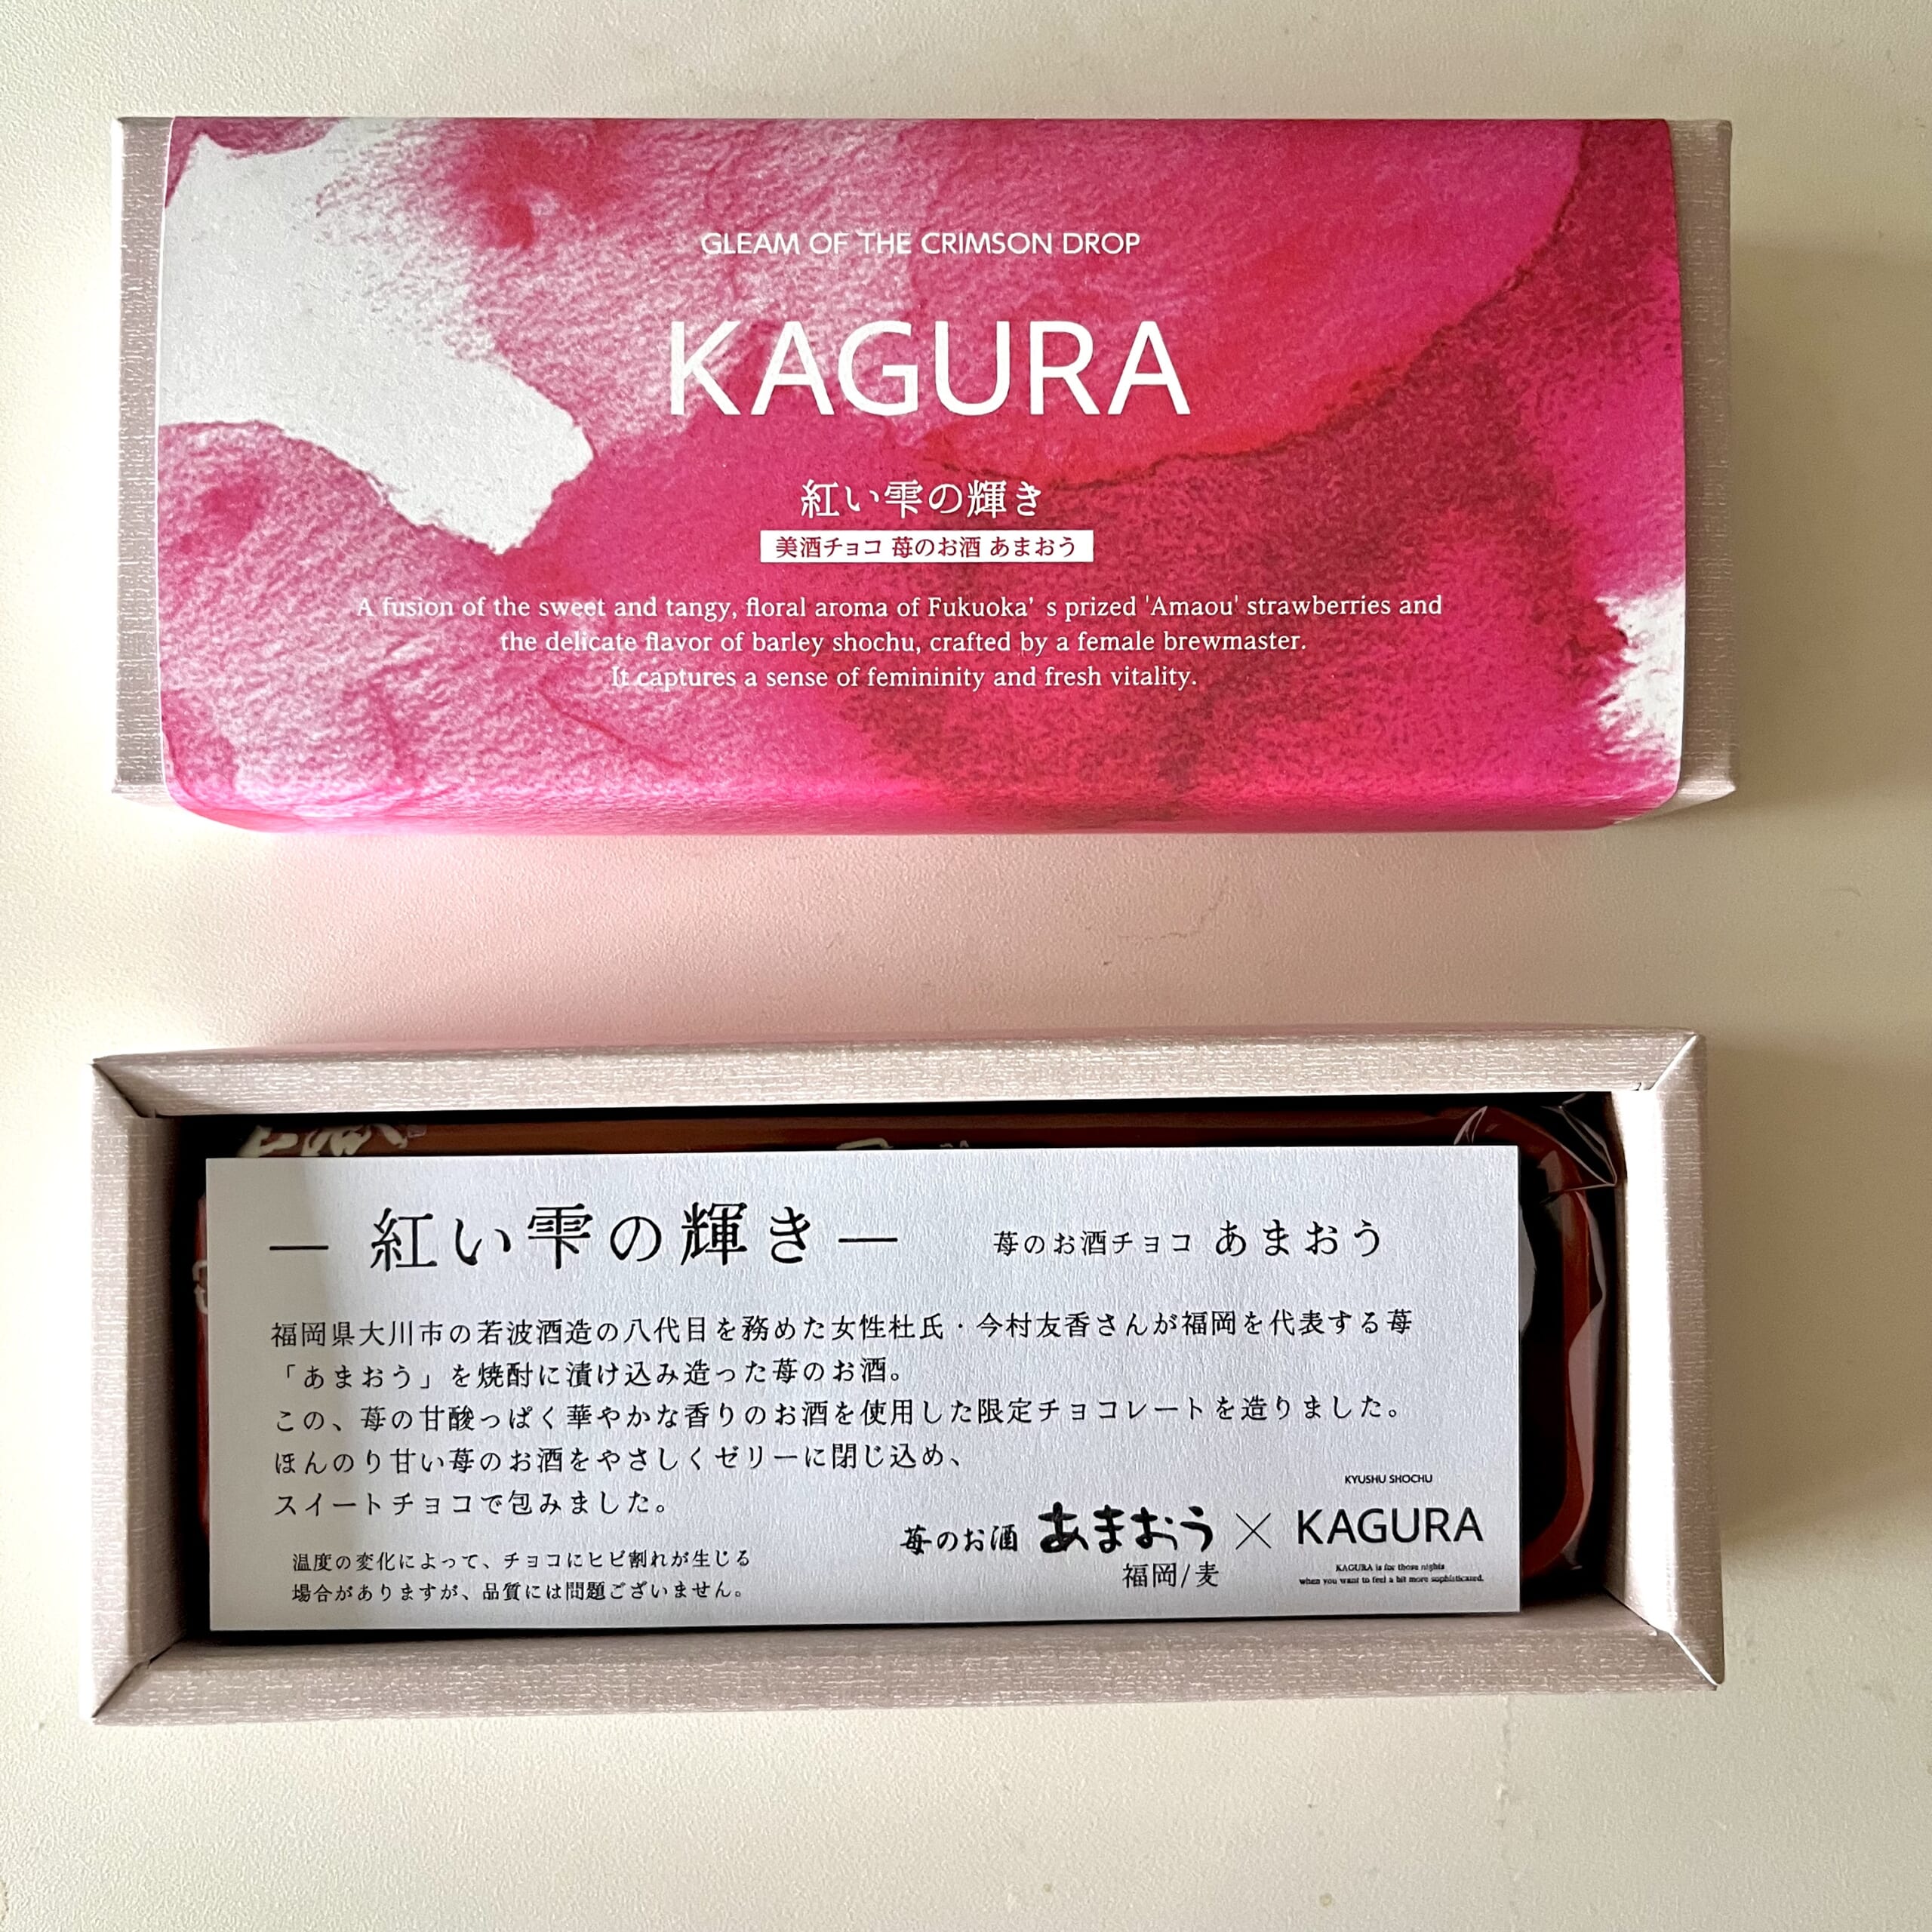 GLEAM OF THE CRIMSON DROP
KAGURA
紅い雫の輝き
美酒チョコ 苺のお酒 あまおう
A fusion of the sweet and tangy, floral aroma of Fukuoka’ s prized 'Amaou' strawberries and
the delicate flavor of barley shochu, crafted by a female brewmaster.
It captures a sense of femininity and fresh vitality.
— 紅い雫の輝き —
苺のお酒チョコ あまおう
福岡県大川市の若波酒造の八代目を務めた女性杜氏・今村友香さんが福岡を代表する苺
「あまおう」を焼酎に漬け込み造った苺のお酒。
この、苺の甘酸っぱく華やかな香りのお酒を使用した限定チョコレートを造りました。
ほんのり甘い苺のお酒をやさしくゼリーに閉じ込め、
スイートチョコで包みました。
温度の変化によって、チョコにヒビ割れが生じる
場合がありますが、品質には問題ございません。
KYUSHU SHOCHU
苺のお酒 あまおう × KAGURA
福岡/麦
KAGURA is for those nights
when you want to feel a bit more sophisticated.